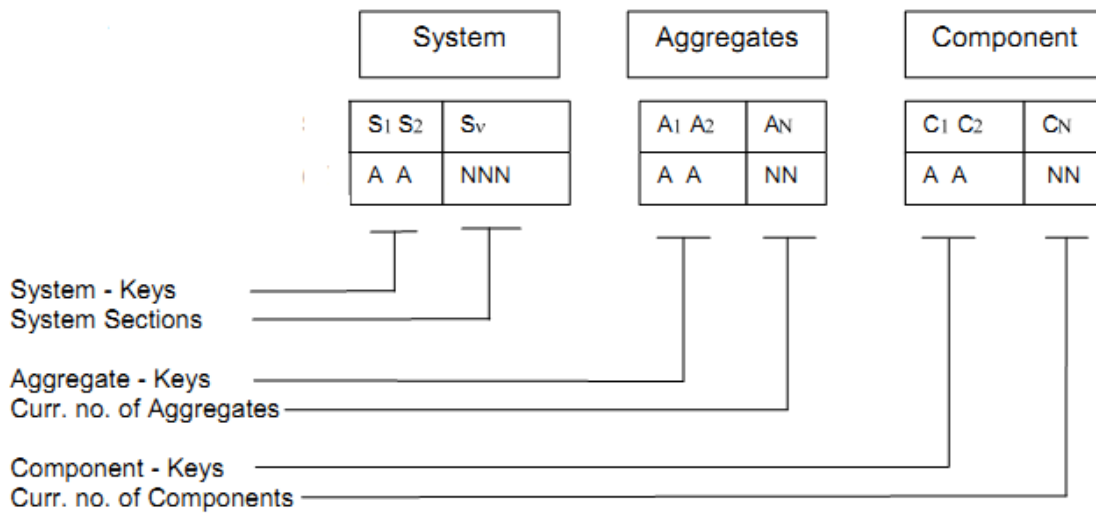 System Aggregates Component
S1 S2 Sv A1 A2 AN C1 C2 CN
A A NNN A A NN A A NN
System - Keys
System Sections
Aggregate - Keys
Curr. no. of Aggregates
Component - Keys
Curr. no. of Components